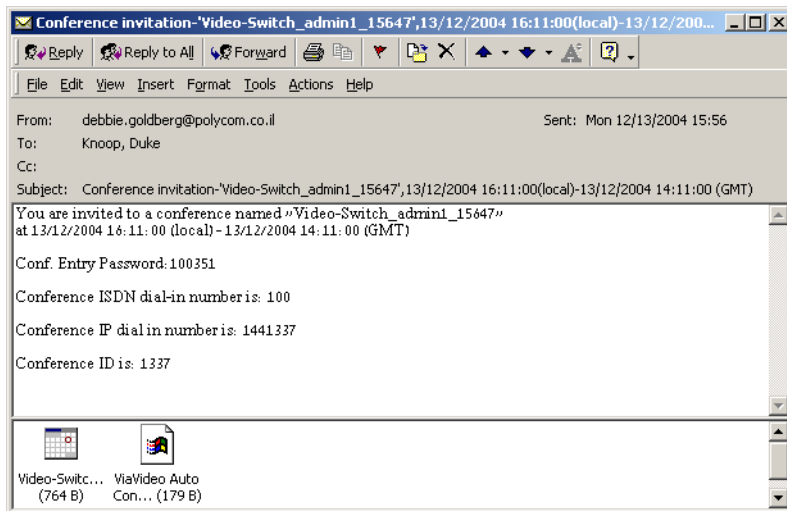 Conference invitation-'Video-Switch_admin1_15647',13/12/2004 16:11:00(local)-13/12/200...
Reply Reply to All Forward
File Edit View Insert Format Tools Actions Help
From: debbie.goldberg@polycom.co.il Sent: Mon 12/13/2004 15:56
To: Knoop, Duke
Cc:
Subject: Conference invitation-'Video-Switch_admin1_15647',13/12/2004 16:11:00(local)-13/12/2004 14:11:00 (GMT)
You are invited to a conference named "Video-Switch_admin1_15647"
at 13/12/2004 16:11:00 (local) - 13/12/2004 14:11:00 (GMT)
Conf. Entry Password:100351
Conference ISDN dial-in number is: 100
Conference IP dial in number is: 1441337
Conference ID is: 1337
Video-Switc... ViaVideo Auto
(764 B) Con... (179 B)